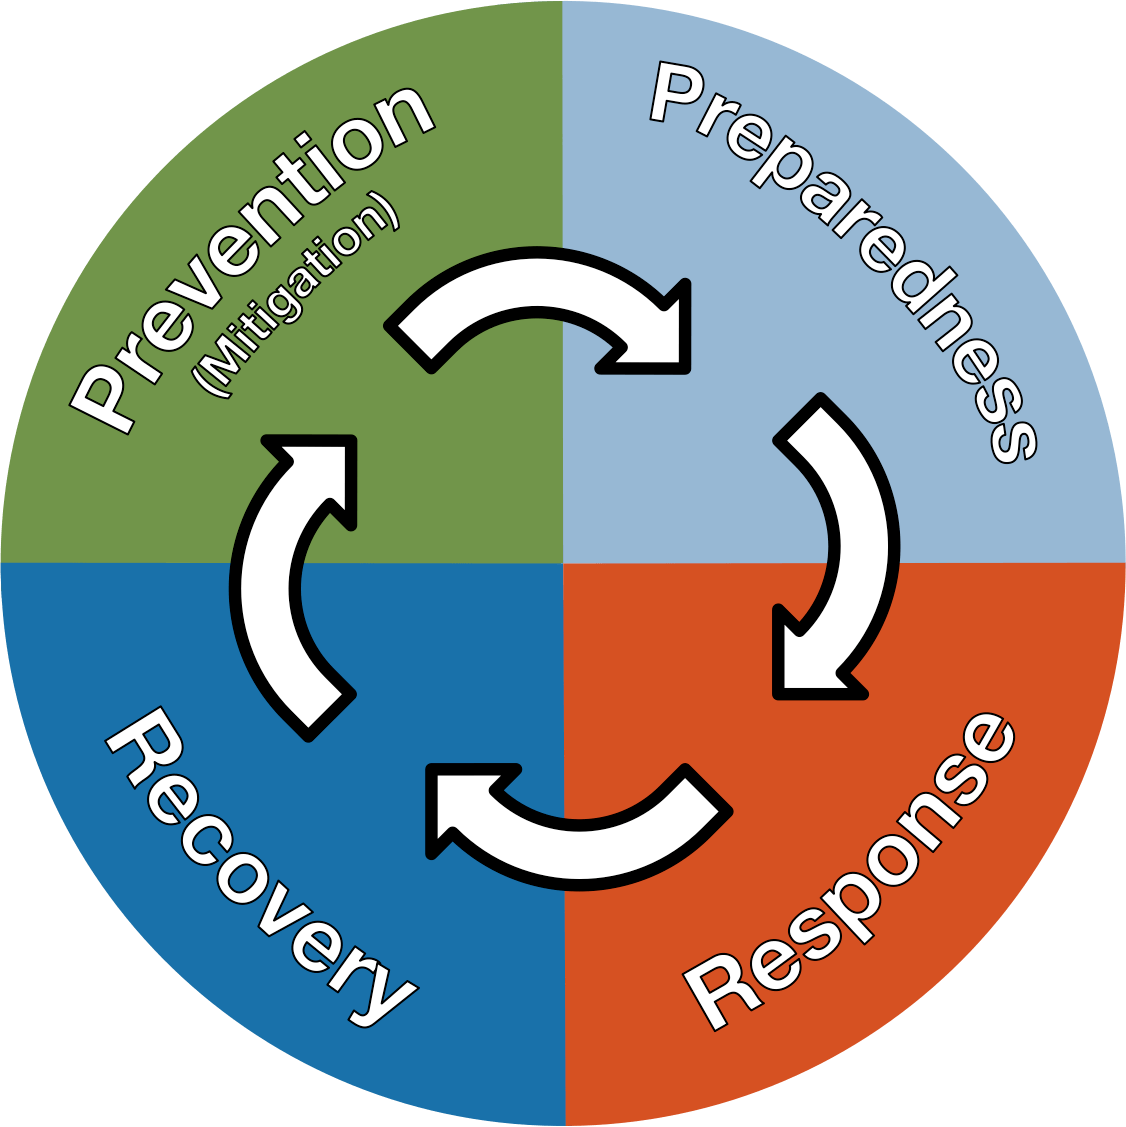 Prevention
(Mitigation)
Preparedness
Response
Recovery